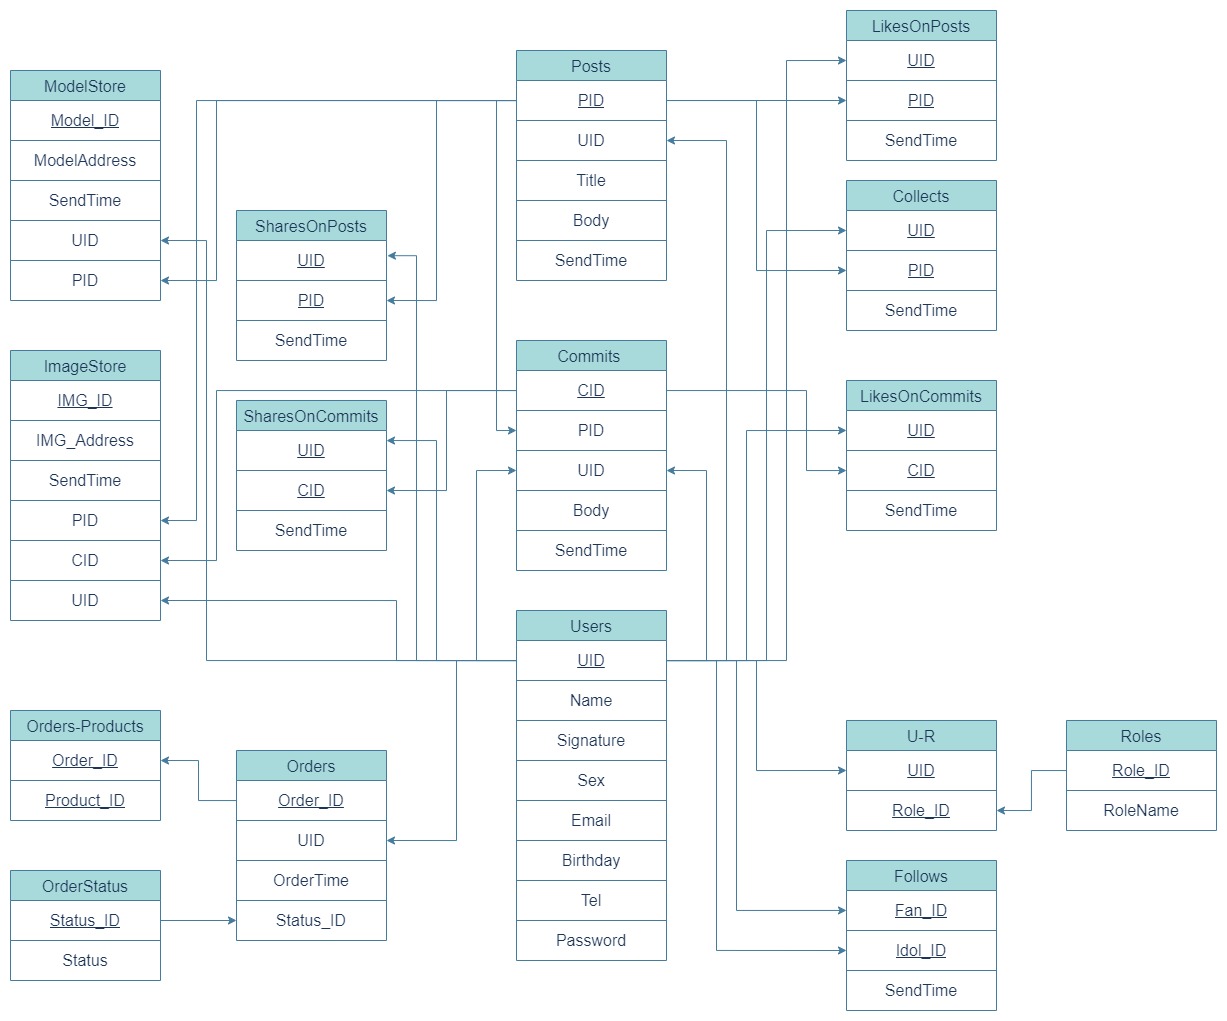 ModelStore
Model_ID
ModelAddress
SendTime
UID
PID
ImageStore
IMG_ID
IMG_Address
SendTime
PID
CID
UID
Orders-Products
Order_ID
Product_ID
OrderStatus
Status_ID
Status
SharesOnPosts
UID
PID
SendTime
SharesOnCommits
UID
CID
SendTime
Orders
Order_ID
UID
OrderTime
Status_ID
Posts
PID
UID
Title
Body
SendTime
Commits
CID
PID
UID
Body
SendTime
Users
UID
Name
Signature
Sex
Email
Birthday
Tel
Password
LikesOnPosts
UID
PID
SendTime
Collects
UID
PID
SendTime
LikesOnCommits
UID
CID
SendTime
U-R
UID
Role_ID
Follows
Fan_ID
Idol_ID
SendTime
Roles
Role_ID
RoleName